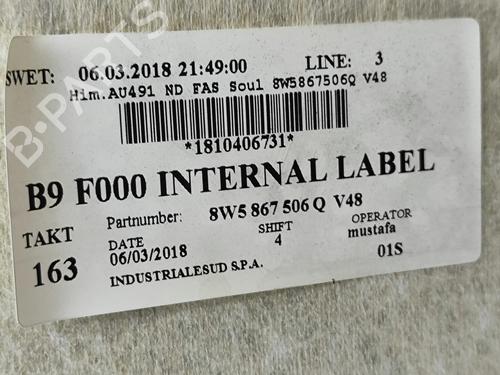 SWET: 06.03.2018 21:49:00 LINE: 3
Him.AU491 ND FAS Soul 8W5867506Q V48
*1810406731*
B9 F000 INTERNAL LABEL
TAKT Partnumber: 8W5 867 506 Q V48
DATE SHIFT OPERATOR
163 06/03/2018 4 mustafa
INDUSTRIALESUD S.P.A. 01S
B-PARTS